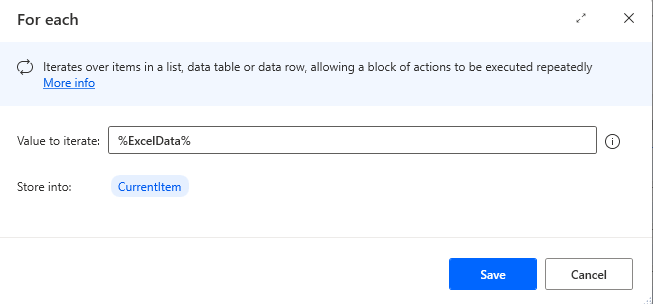 For each
Iterates over items in a list, data table or data row, allowing a block of actions to be executed repeatedly
More info
Value to iterate: %ExcelData%
Store into: CurrentItem
Save Cancel